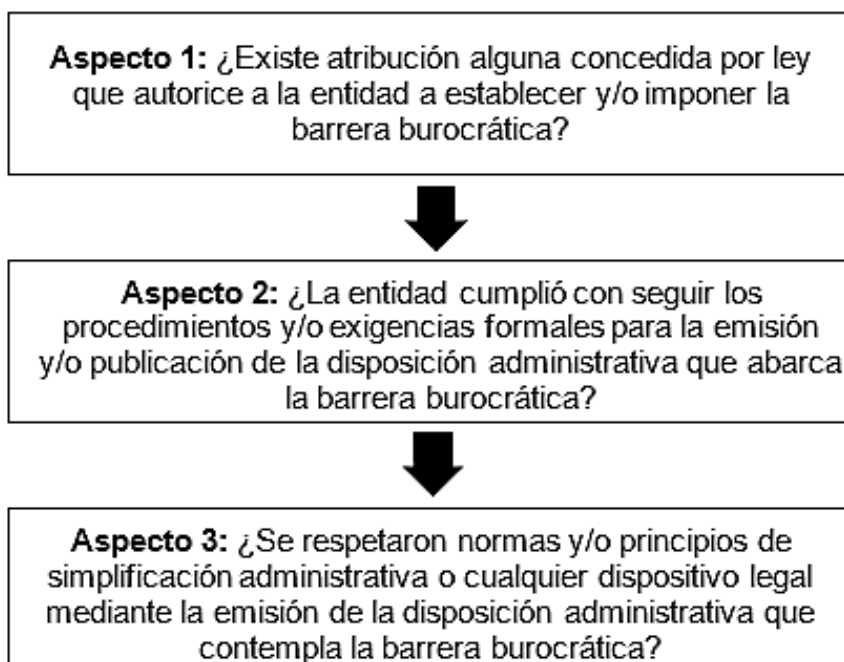 Aspecto 1: ¿Existe atribución alguna concedida por ley
que autorice a la entidad a establecer y/o imponer la
barrera burocrática?
Aspecto 2: ¿La entidad cumplió con seguir los
procedimientos y/o exigencias formales para la emisión
y/o publicación de la disposición administrativa que abarca
la barrera burocrática?
Aspecto 3: ¿Se respetaron normas y/o principios de
simplificación administrativa o cualquier dispositivo legal
mediante la emisión de la disposición administrativa que
contempla la barrera burocrática?